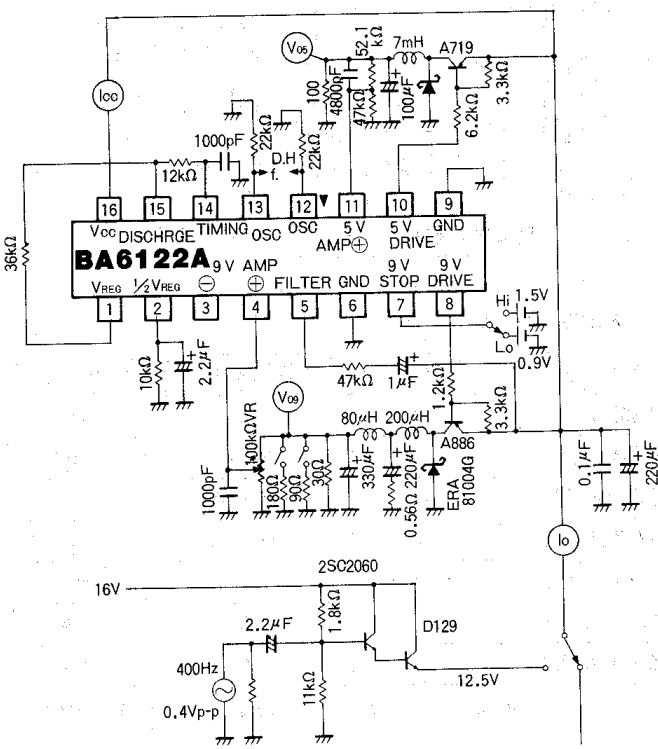 V05
52.1
kΩ
7mH
A719
100
4800pF
47kΩ
100μF
6.2kΩ
3.3kΩ
Icc
1000pF
22kΩ
D.H
f.
22kΩ
12kΩ
36kΩ
16 15 14 13 12 11 10 9
Vcc DISCHRGE TIMING OSC OSC 5V AMP⊕ 5V DRIVE GND
BA6122A
VREG 1/2VREG ⊖ 9V AMP ⊕ FILTER GND 9V STOP 9V DRIVE
1 2 3 4 5 6 7 8
Hi
1.5V
Lo
0.9V
10kΩ
2.2μF
47kΩ
1μF
1.2kΩ
3.3kΩ
V09
80μH
200μH
A886
1000pF
100kΩVR
180Ω
90Ω
30Ω
330μF
0.56Ω
220μF
ERA
81004G
0.1μF
220μF
Io
2SC2060
16V
1.8kΩ
2.2μF
D129
400Hz
11kΩ
12.5V
0.4Vp-p